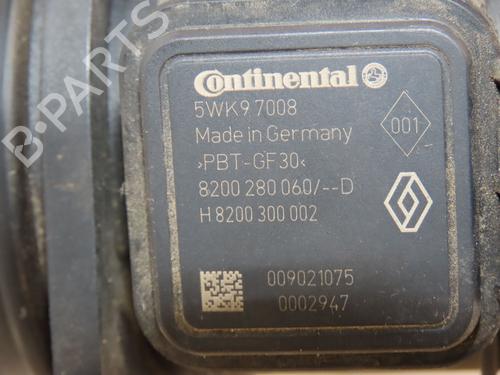 B-PARTS
Continental
5WK9 7008
Made in Germany
001
›PBT-GF30‹
8200 280 060/--D
H 8200 300 002
009021075
0002947